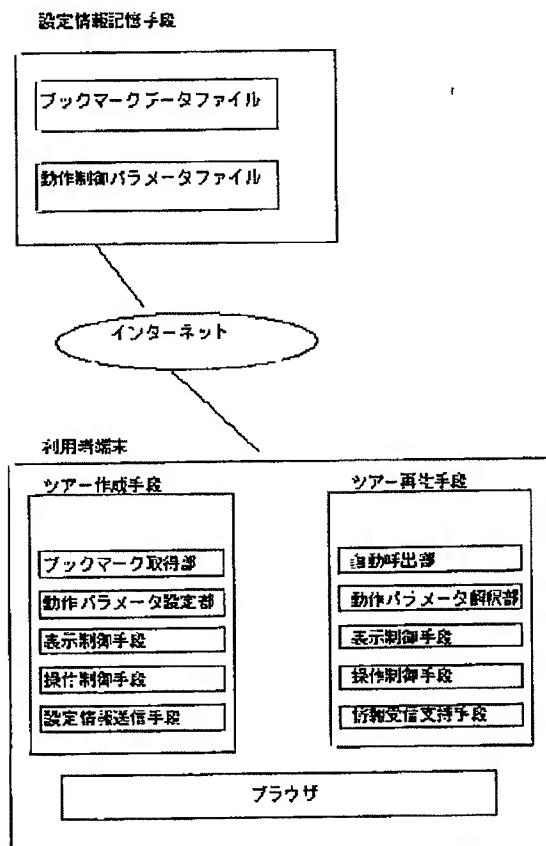 設定情報記憶手段
ブックマークデータファイル
動作制御パラメータファイル
インターネット
利用者端末
ツアー作成手段
ブックマーク取得部
動作パラメータ設定部
表示制御手段
操作制御手段
設定情報送信手段
ツアー再生手段
自動呼出部
動作パラメータ解釈部
表示制御手段
操作制御手段
情報受信支持手段
ブラウザ